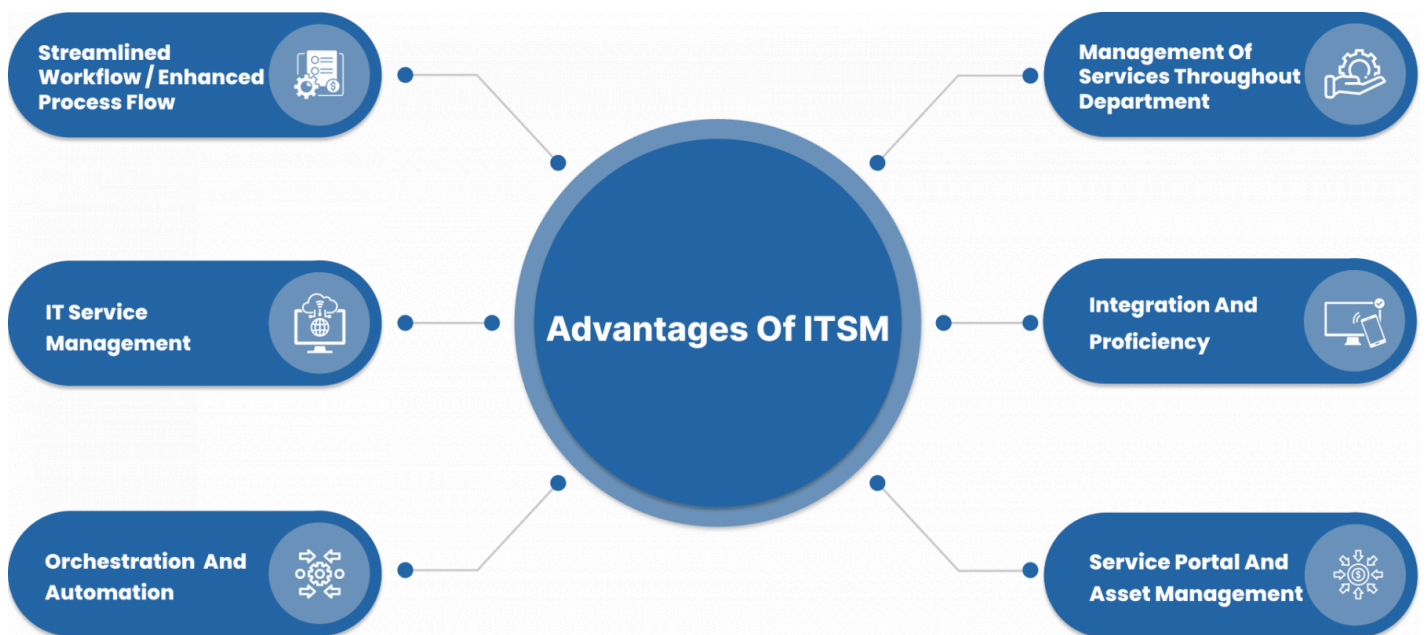 Streamlined
Workflow / Enhanced
Process Flow
IT Service
Management
Orchestration And
Automation
Advantages Of ITSM
Management Of
Services Throughout
Department
Integration And
Proficiency
Service Portal And
Asset Management